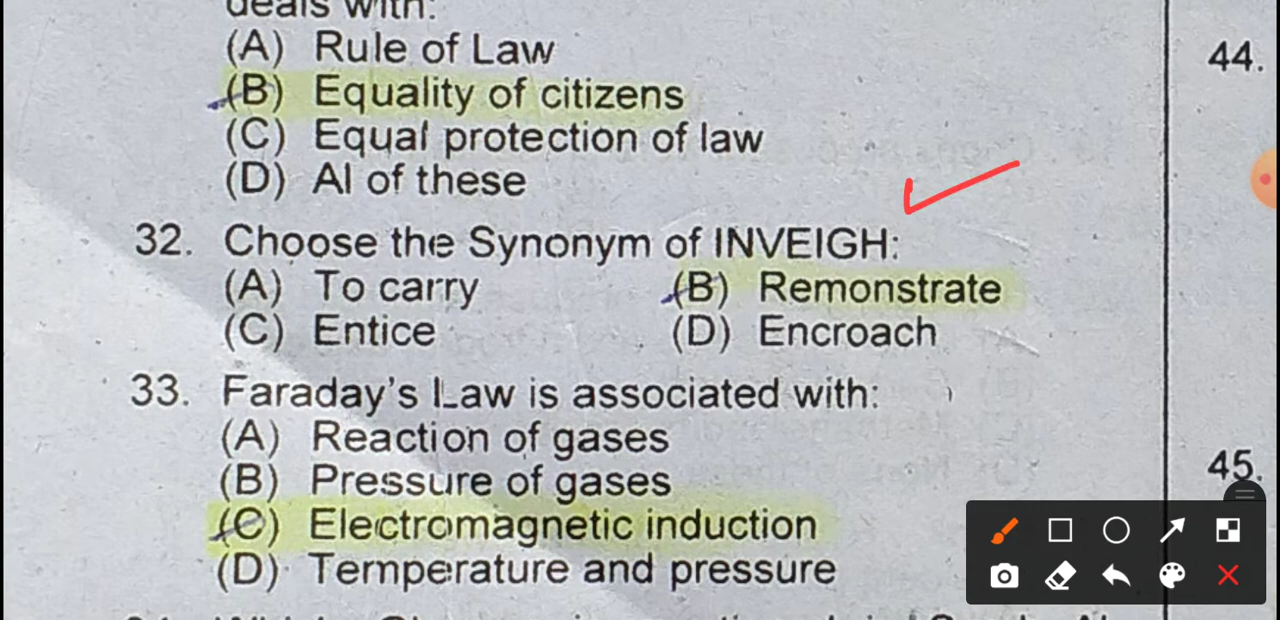 deals with:
(A) Rule of Law
(B) Equality of citizens
(C) Equal protection of law
(D) Al of these
44.
32. Choose the Synonym of INVEIGH:
(A) To carry (B) Remonstrate
(C) Entice (D) Encroach
33. Faraday's Law is associated with:
(A) Reaction of gases
(B) Pressure of gases
45.
(C) Electromagnetic induction
(D) Temperature and pressure